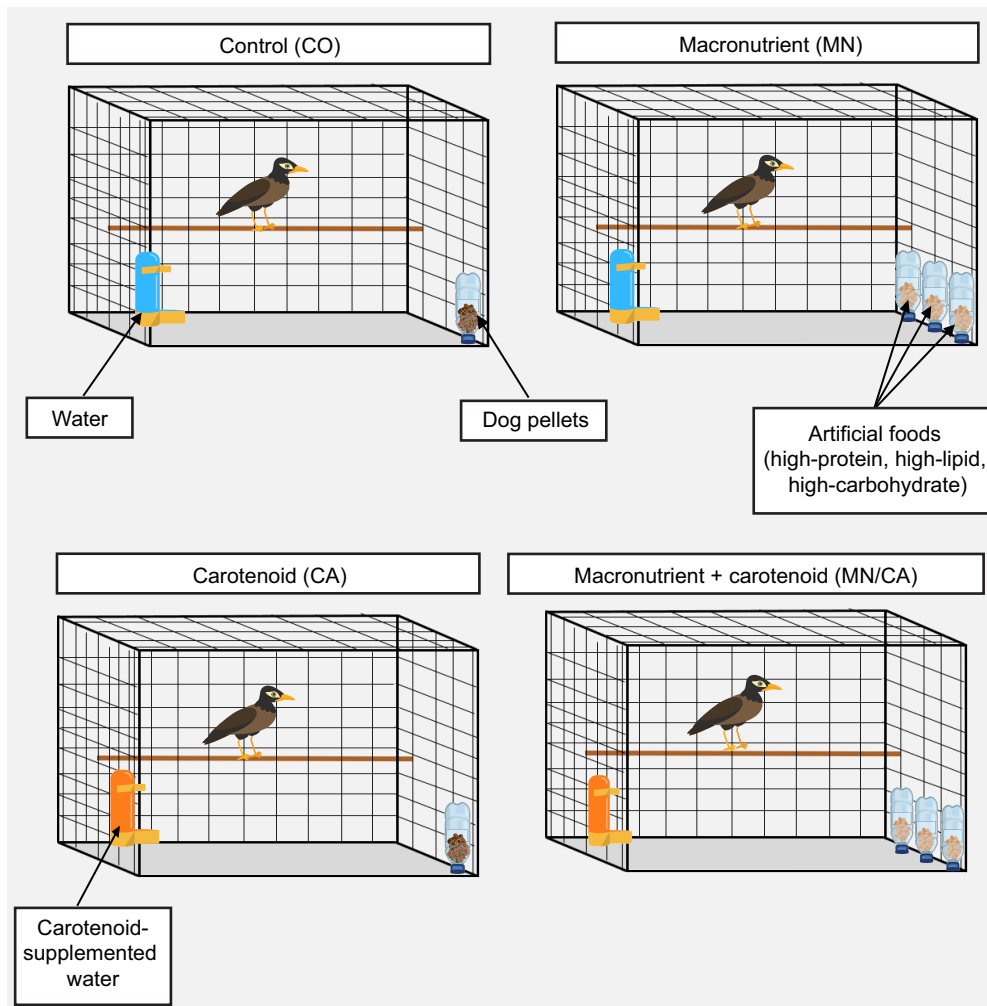 Control (CO)
Macronutrient (MN)
Water
Dog pellets
Artificial foods
(high-protein, high-lipid,
high-carbohydrate)
Carotenoid (CA)
Macronutrient + carotenoid (MN/CA)
Carotenoid-
supplemented
water